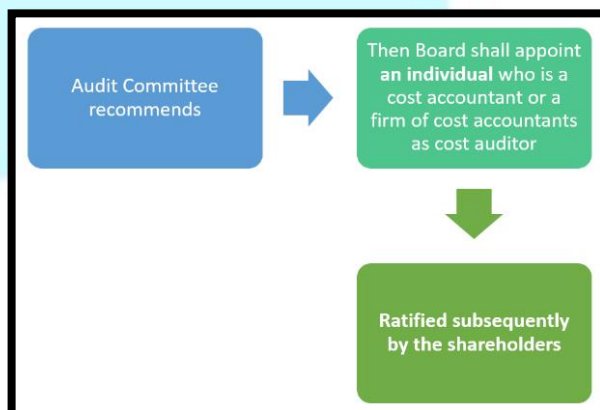 Audit Committee
recommends
Then Board shall appoint
an individual who is a
cost accountant or a
firm of cost accountants
as cost auditor
Ratified subsequently
by the shareholders